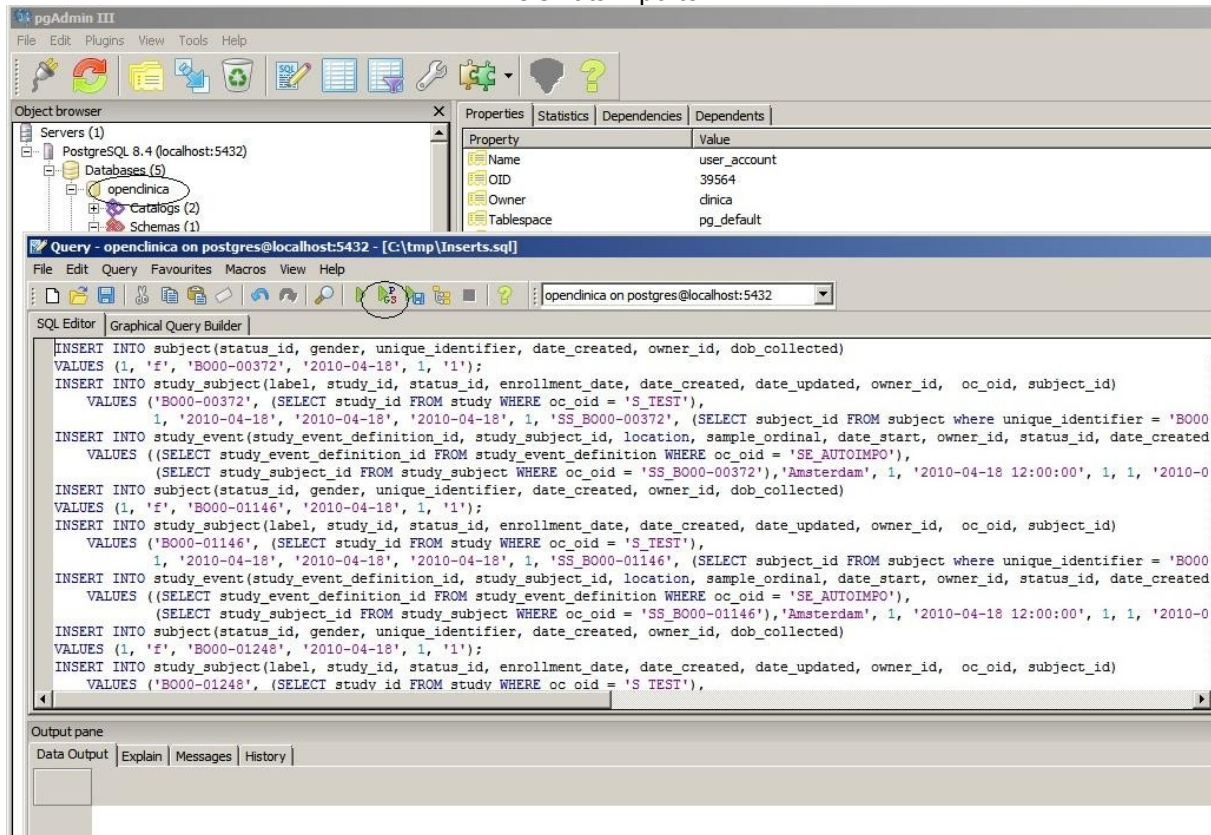 pgAdmin III
File Edit Plugins View Tools Help
SQL
Object browser X
Properties Statistics Dependencies Dependents
Servers (1)
PostgreSQL 8.4 (localhost:5432)
Databases (5)
openclinica
Catalogs (2)
Schemas (1)
Property Value
Name user_account
OID 39564
Owner clinica
Tablespace pg_default
Query - openclinica on postgres@localhost:5432 - [C:\tmp\Inserts.sql]
File Edit Query Favourites Macros View Help
openclinica on postgres@localhost:5432
SQL Editor Graphical Query Builder
INSERT INTO subject(status_id, gender, unique_identifier, date_created, owner_id, dob_collected)
VALUES (1, 'f', 'BO00-00372', '2010-04-18', 1, '1');
INSERT INTO study_subject(label, study_id, status_id, enrollment_date, date_created, date_updated, owner_id, oc_oid, subject_id)
VALUES ('BO00-00372', (SELECT study_id FROM study WHERE oc_oid = 'S_TEST'),
1, '2010-04-18', '2010-04-18', '2010-04-18', 1, 'SS_BO00-00372', (SELECT subject_id FROM subject where unique_identifier = 'BO00
INSERT INTO study_event(study_event_definition_id, study_subject_id, location, sample_ordinal, date_start, owner_id, status_id, date_created
VALUES ((SELECT study_event_definition_id FROM study_event_definition WHERE oc_oid = 'SE_AUTOIMPO'),
(SELECT study_subject_id FROM study_subject WHERE oc_oid = 'SS_BO00-00372'),'Amsterdam', 1, '2010-04-18 12:00:00', 1, 1, '2010-0
INSERT INTO subject(status_id, gender, unique_identifier, date_created, owner_id, dob_collected)
VALUES (1, 'f', 'BO00-01146', '2010-04-18', 1, '1');
INSERT INTO study_subject(label, study_id, status_id, enrollment_date, date_created, date_updated, owner_id, oc_oid, subject_id)
VALUES ('BO00-01146', (SELECT study_id FROM study WHERE oc_oid = 'S_TEST'),
1, '2010-04-18', '2010-04-18', '2010-04-18', 1, 'SS_BO00-01146', (SELECT subject_id FROM subject where unique_identifier = 'BO00
INSERT INTO study_event(study_event_definition_id, study_subject_id, location, sample_ordinal, date_start, owner_id, status_id, date_created
VALUES ((SELECT study_event_definition_id FROM study_event_definition WHERE oc_oid = 'SE_AUTOIMPO'),
(SELECT study_subject_id FROM study_subject WHERE oc_oid = 'SS_BO00-01146'),'Amsterdam', 1, '2010-04-18 12:00:00', 1, 1, '2010-0
INSERT INTO subject(status_id, gender, unique_identifier, date_created, owner_id, dob_collected)
VALUES (1, 'f', 'BO00-01248', '2010-04-18', 1, '1');
INSERT INTO study_subject(label, study_id, status_id, enrollment_date, date_created, date_updated, owner_id, oc_oid, subject_id)
VALUES ('BO00-01248', (SELECT study_id FROM study WHERE oc_oid = 'S_TEST'),
Output pane
Data Output Explain Messages History